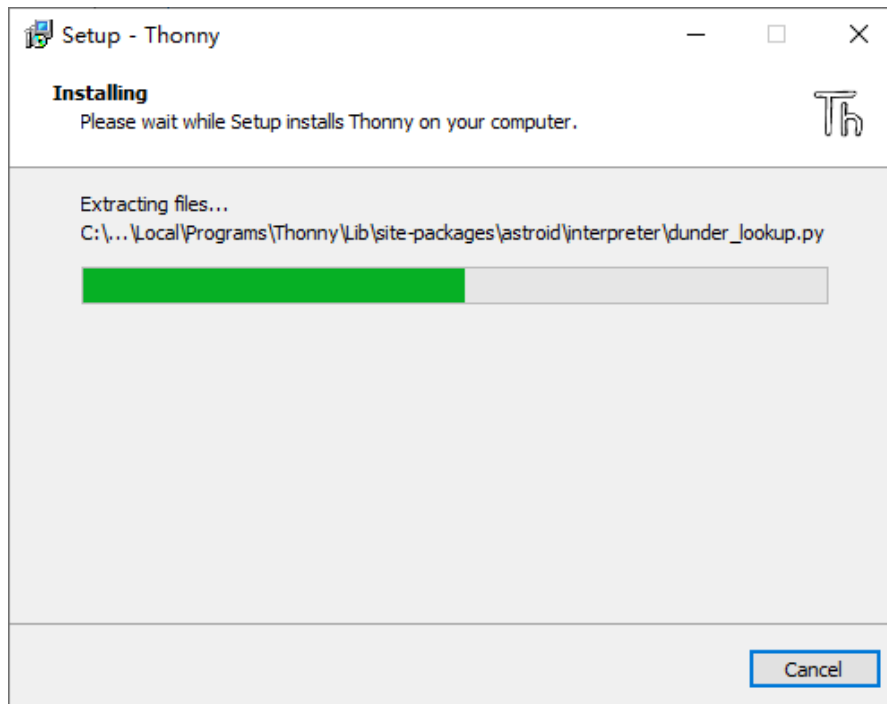 Setup - Thonny
Installing
Please wait while Setup installs Thonny on your computer.
Th
Extracting files...
C:\...\Local\Programs\Thonny\Lib\site-packages\astroid\interpreter\dunder_lookup.py
Cancel